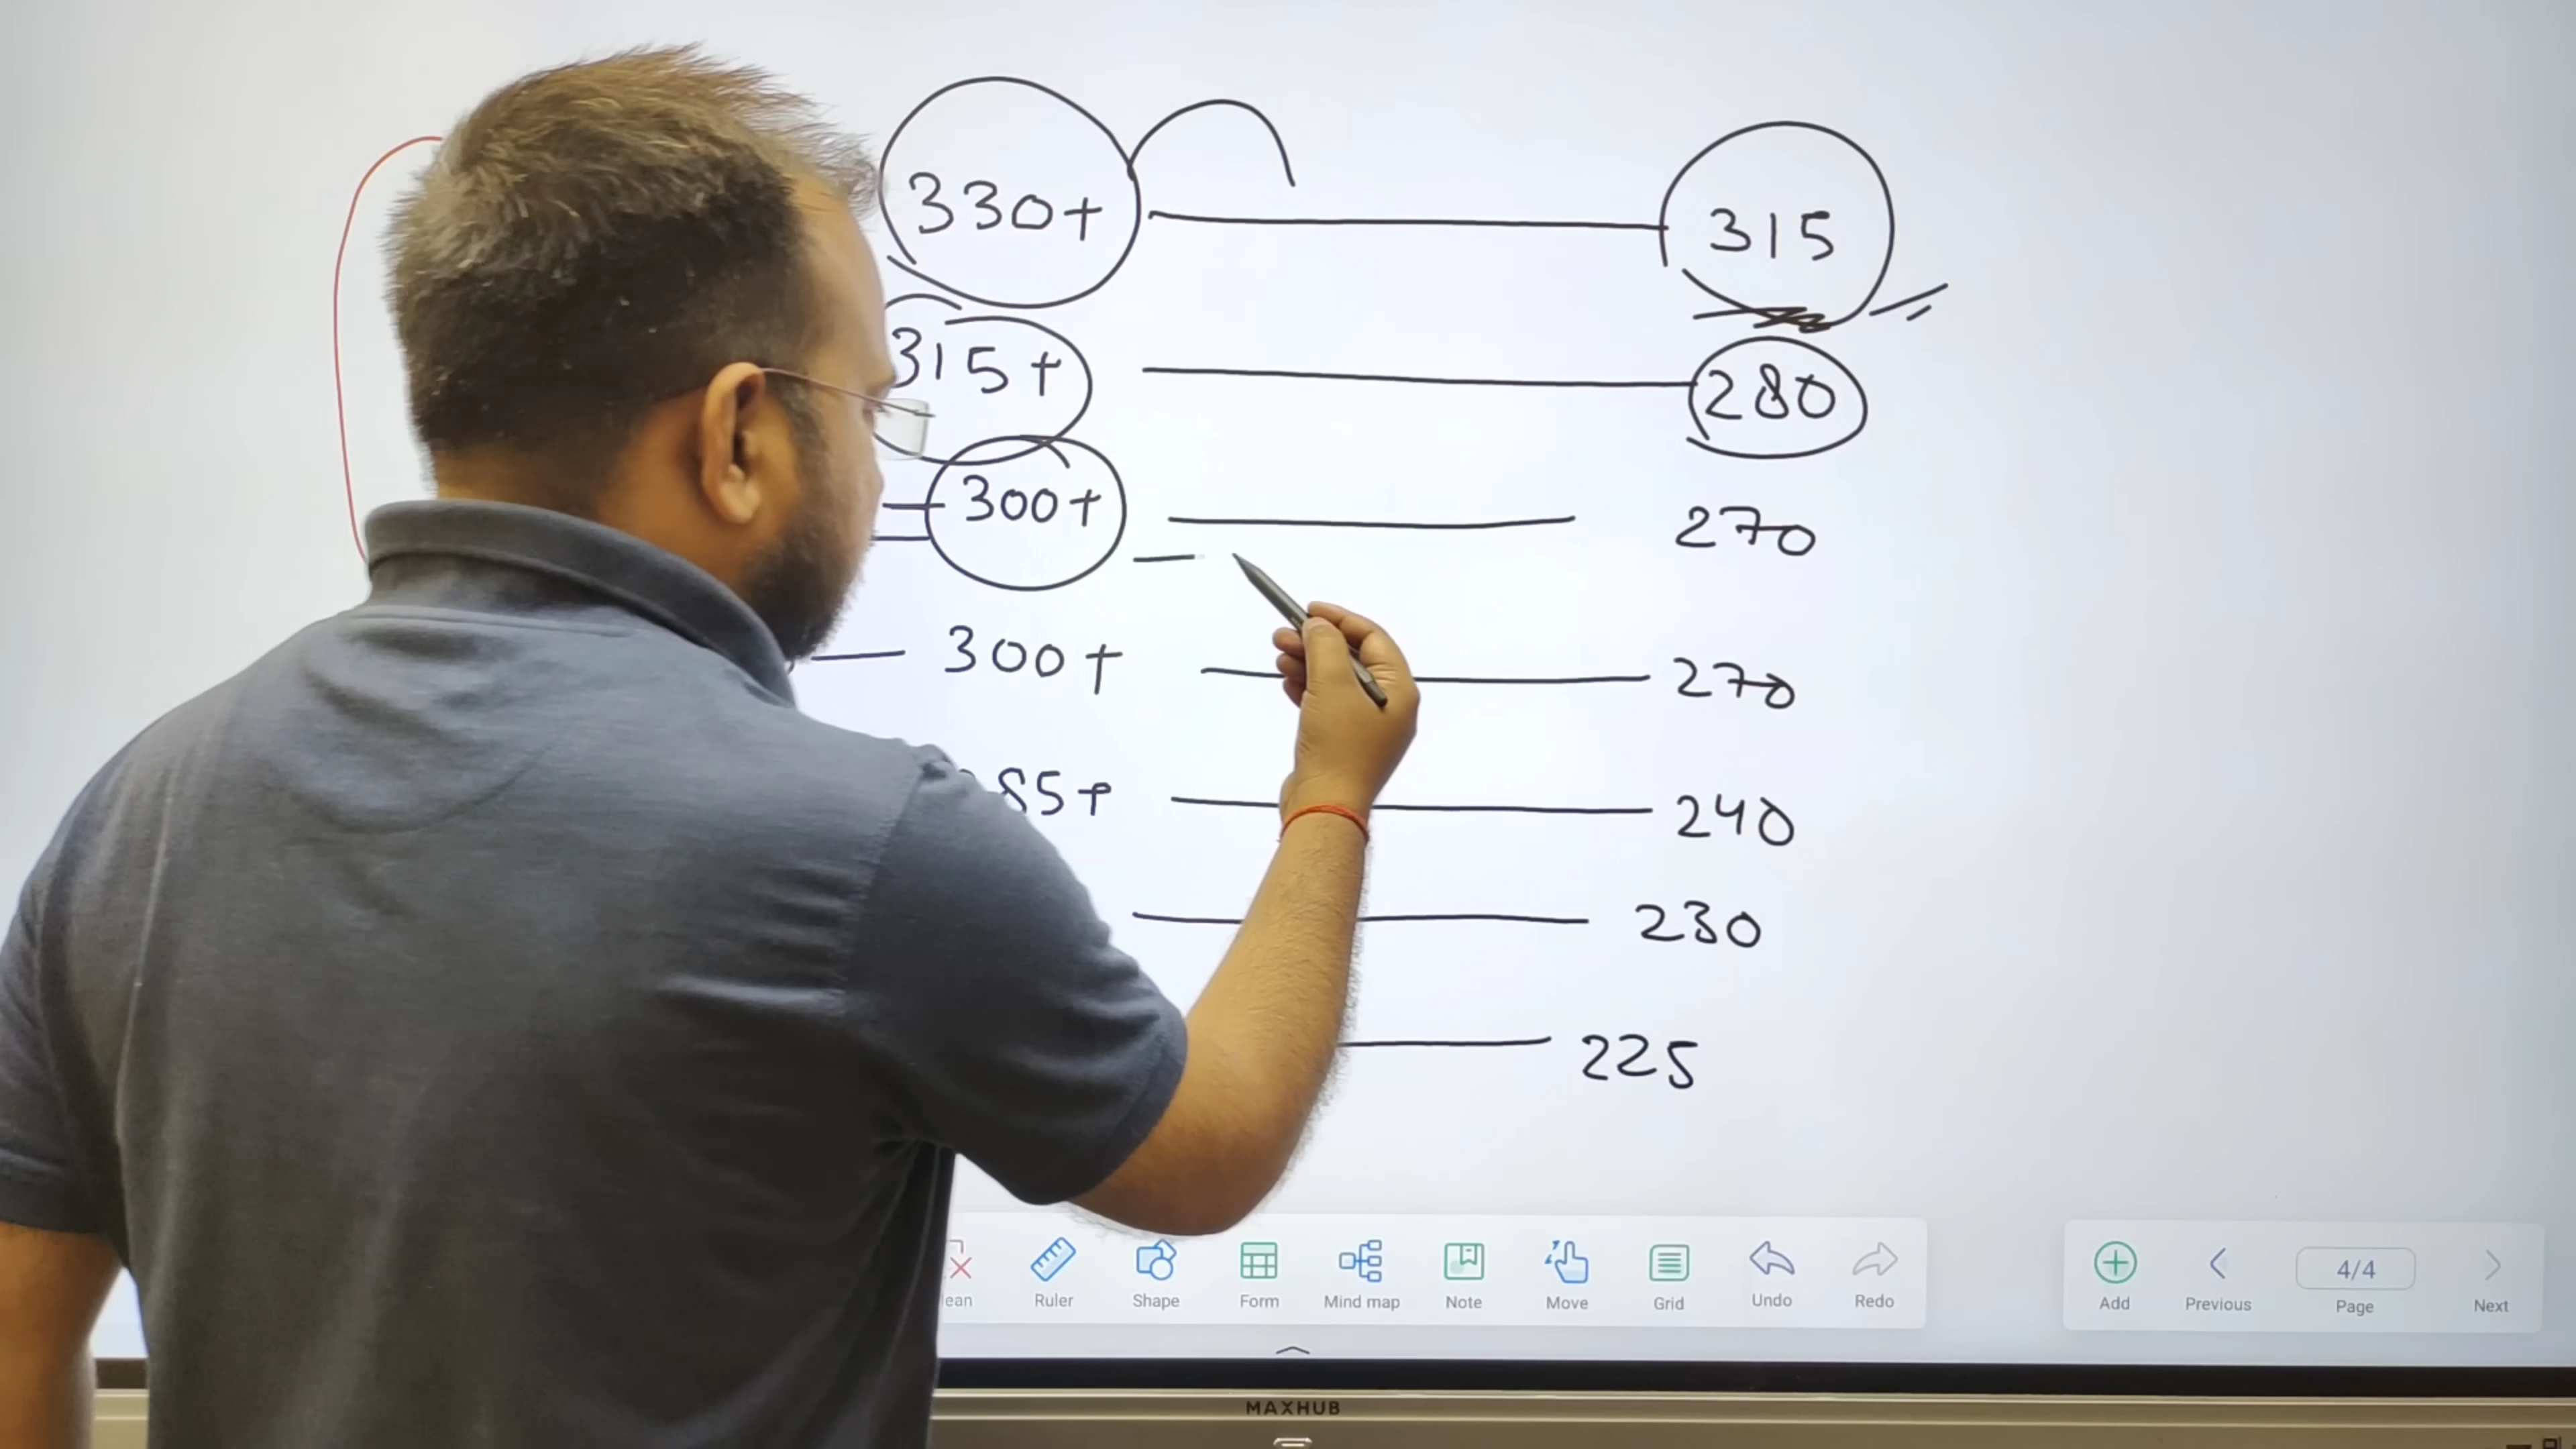 330+ 315
315+ 280
300+ 270
300+ 270
85+ 240
230
225
lean Ruler Shape Form Mind map Note Move Grid Undo Redo
Add Previous 4/4 Page Next
MAXHUB